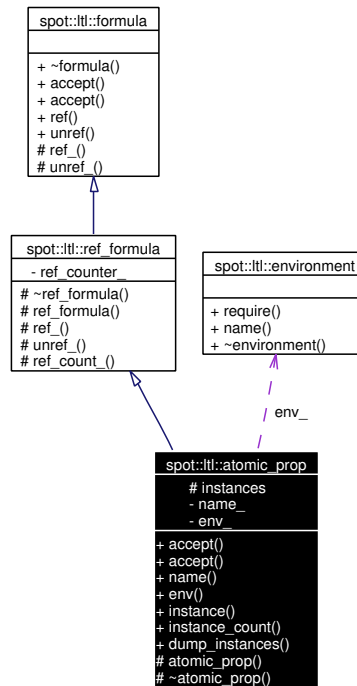 spot::ltl::formula
+ ~formula()
+ accept()
+ accept()
+ ref()
+ unref()
# ref_()
# unref_()
spot::ltl::ref_formula
- ref_counter_
# ~ref_formula()
# ref_formula()
# ref_()
# unref_()
# ref_count_()
spot::ltl::environment
+ require()
+ name()
+ ~environment()
env_
spot::ltl::atomic_prop
# instances
- name_
- env_
+ accept()
+ accept()
+ name()
+ env()
+ instance()
+ instance_count()
+ dump_instances()
# atomic_prop()
# ~atomic_prop()